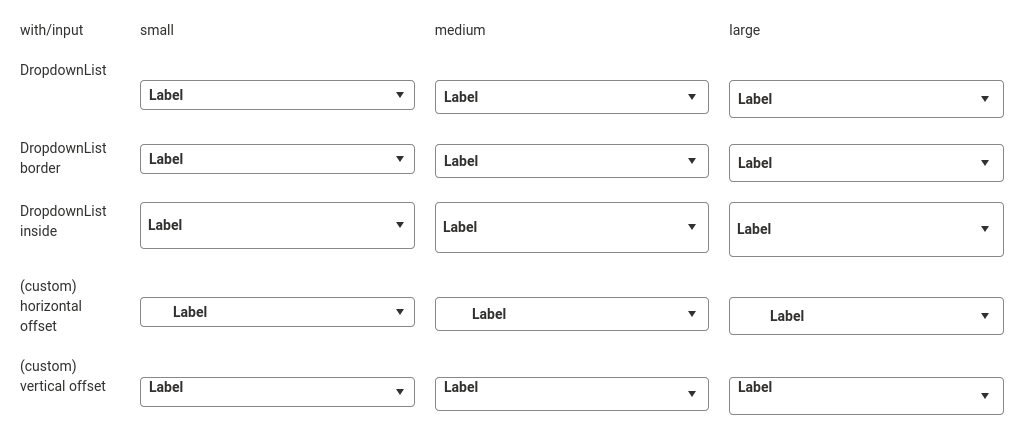 with/input small medium large
DropdownList
Label Label Label
DropdownList
border
Label Label Label
DropdownList
inside
Label Label Label
(custom)
horizontal
offset
Label Label Label
(custom)
vertical offset
Label Label Label